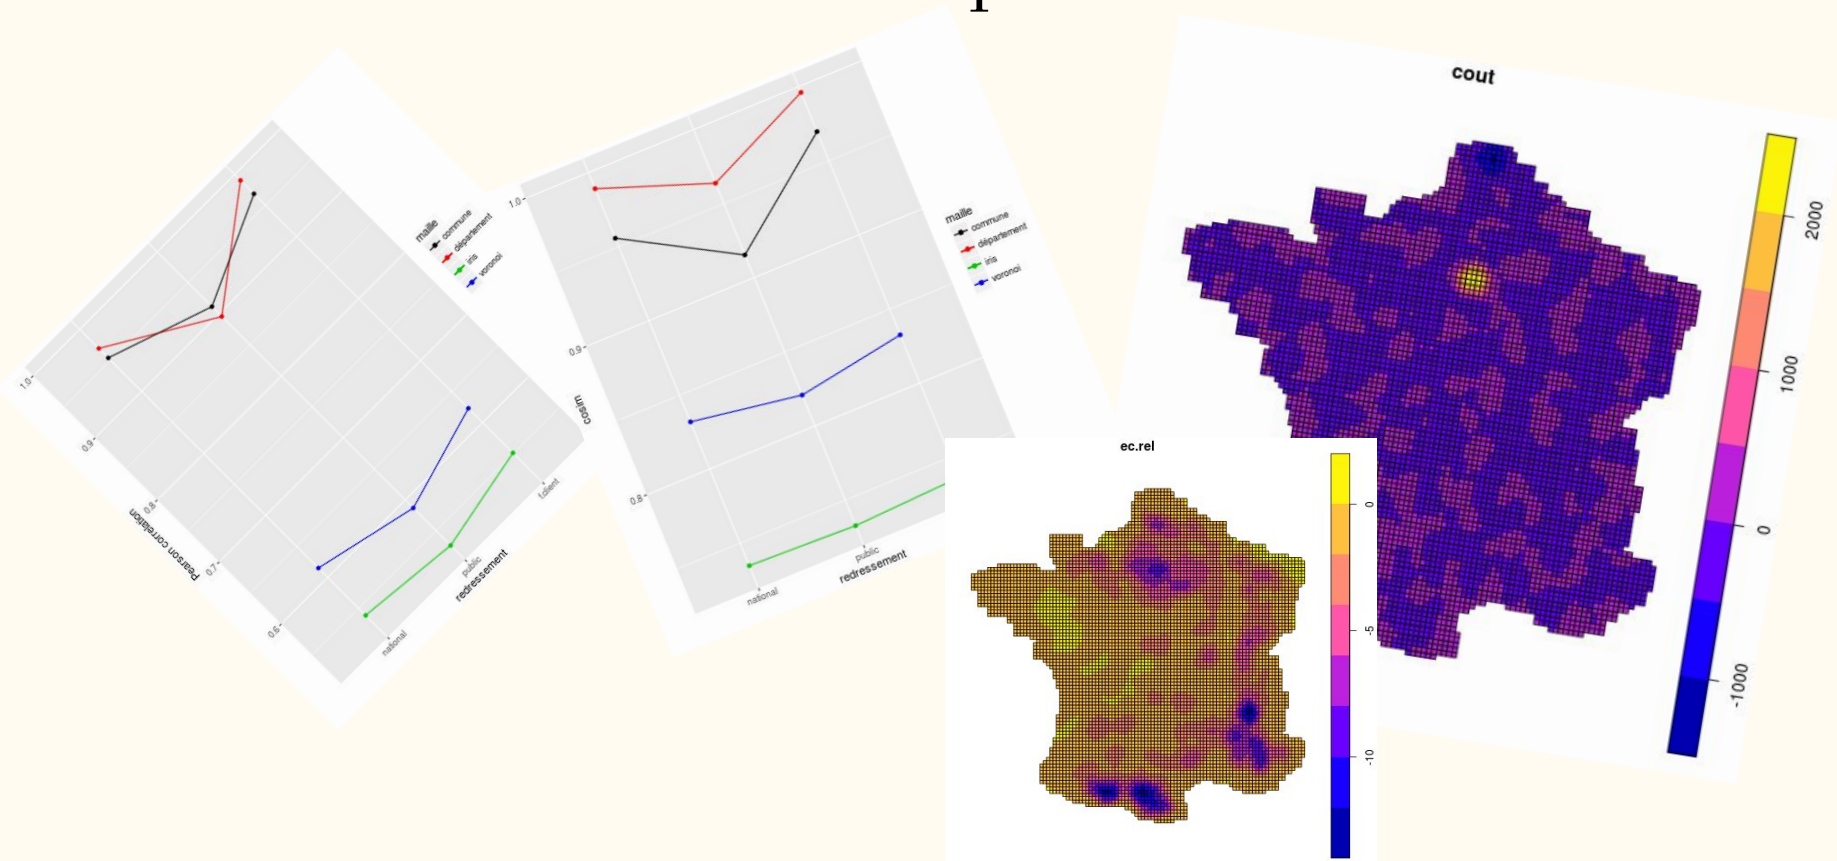 1.0
0.9
0.8
0.7
0.6
Pearson correlation
national
public
f.client
redressement
maille
commune
département
iris
voronoi
1.0
0.9
0.8
cosim
national
public
redressement
maille
commune
département
iris
voronoi
cout
2000
1000
0
-1000
ec.rel
0
-5
-10